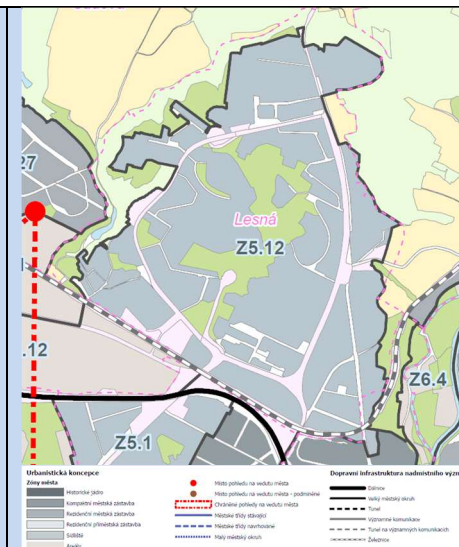 27
Lesná
Z5.12
.12
Z6.4
Z5.1
Urbanistická koncepce
Zóny města
Historické jádro
Kompaktní městská zástavba
Rezidenční městská zástavba
Rezidenční příměstská zástavba
Sídliště
Areály
Místo pohledu na vedutu města
Místo pohledu na vedutu města - podmíněné
Chráněné pohledy na vedutu města
Městské třídy stávající
Městské třídy navrhované
Malý městský okruh
Dopravní infrastruktura nadmístního význ
Dálnice
Velký městský okruh
Tunel
Významné komunikace
Tunel na významných komunikacích
Železnice